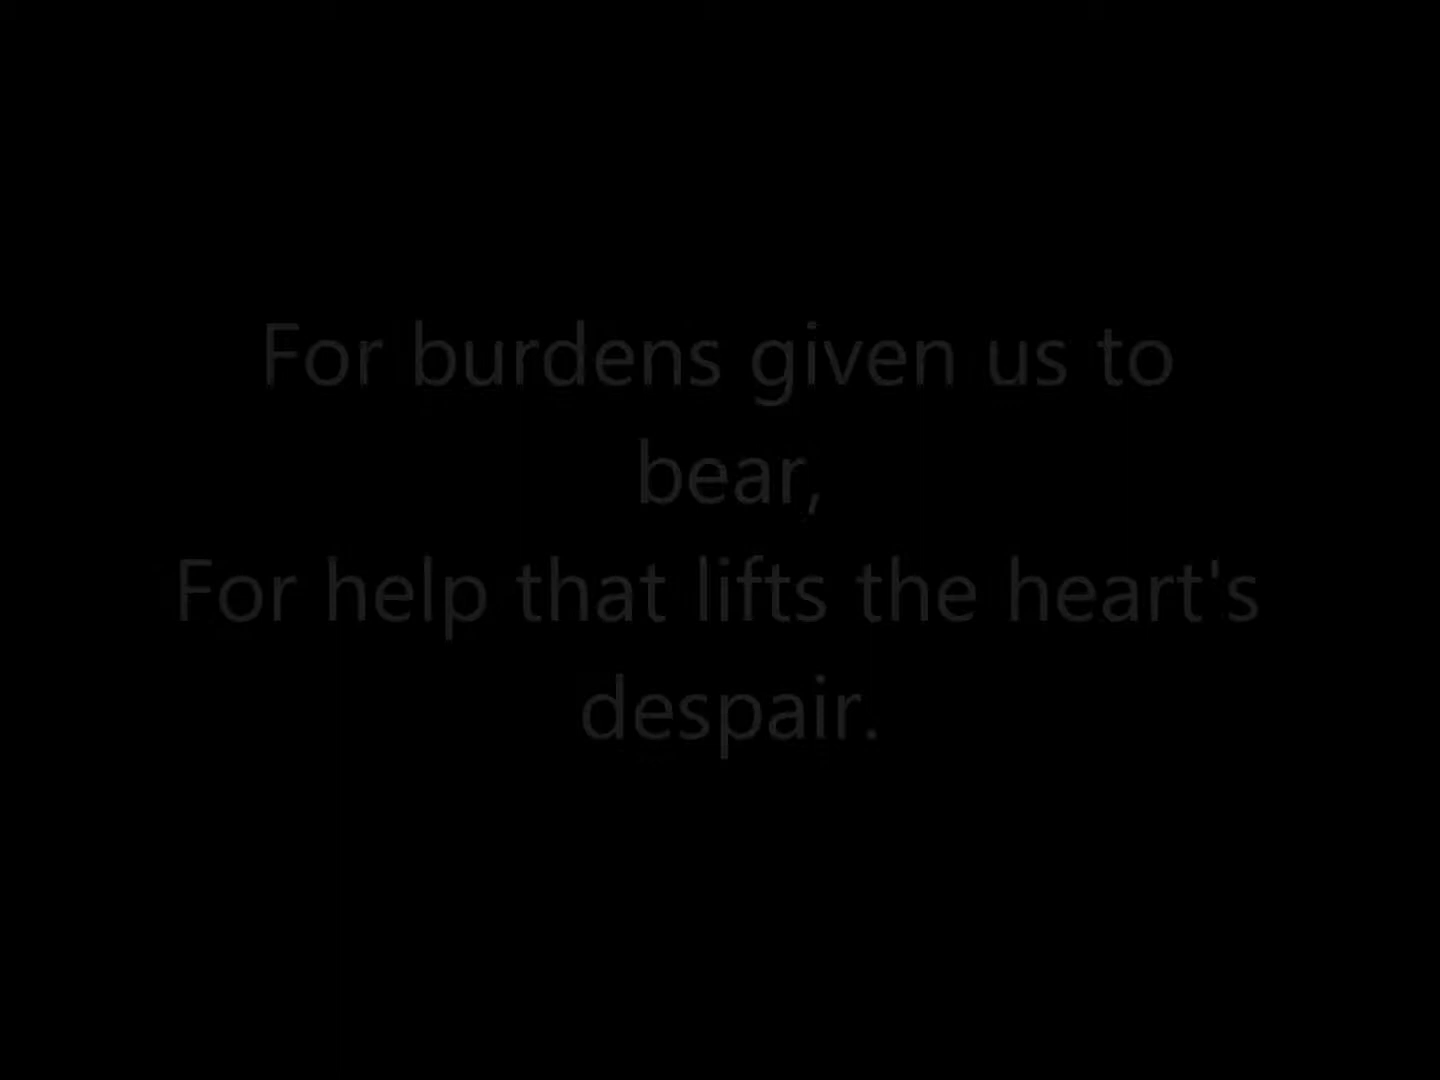 For burdens given us to
bear,
For help that lifts the heart's
despair.